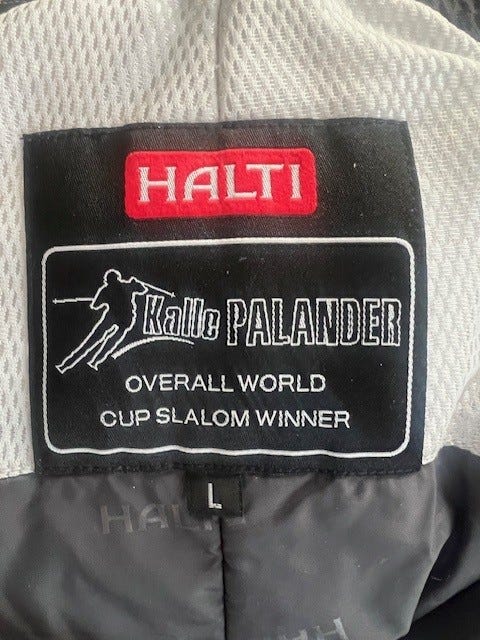 HALTI
Kalle PALANDER
OVERALL WORLD
CUP SLALOM WINNER
L
HALTI